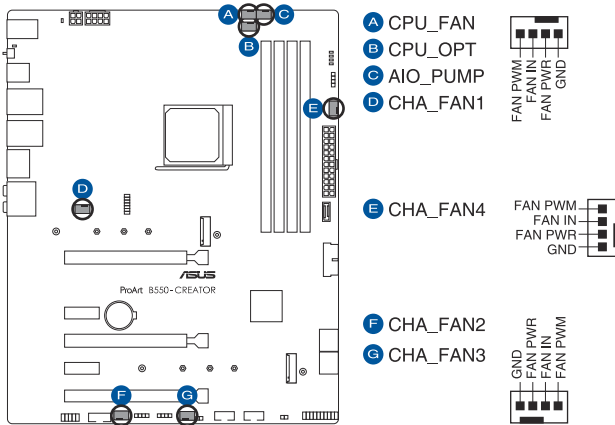 A CPU_FAN
B CPU_OPT
C AIO_PUMP
D CHA_FAN1
FAN PWM
FAN IN
FAN PWR
GND
E CHA_FAN4
FAN PWM
FAN IN
FAN PWR
GND
F CHA_FAN2
G CHA_FAN3
GND
FAN PWR
FAN IN
FAN PWM
A
C
B
E
D
ASUS
ProArt B550-CREATOR
F
G